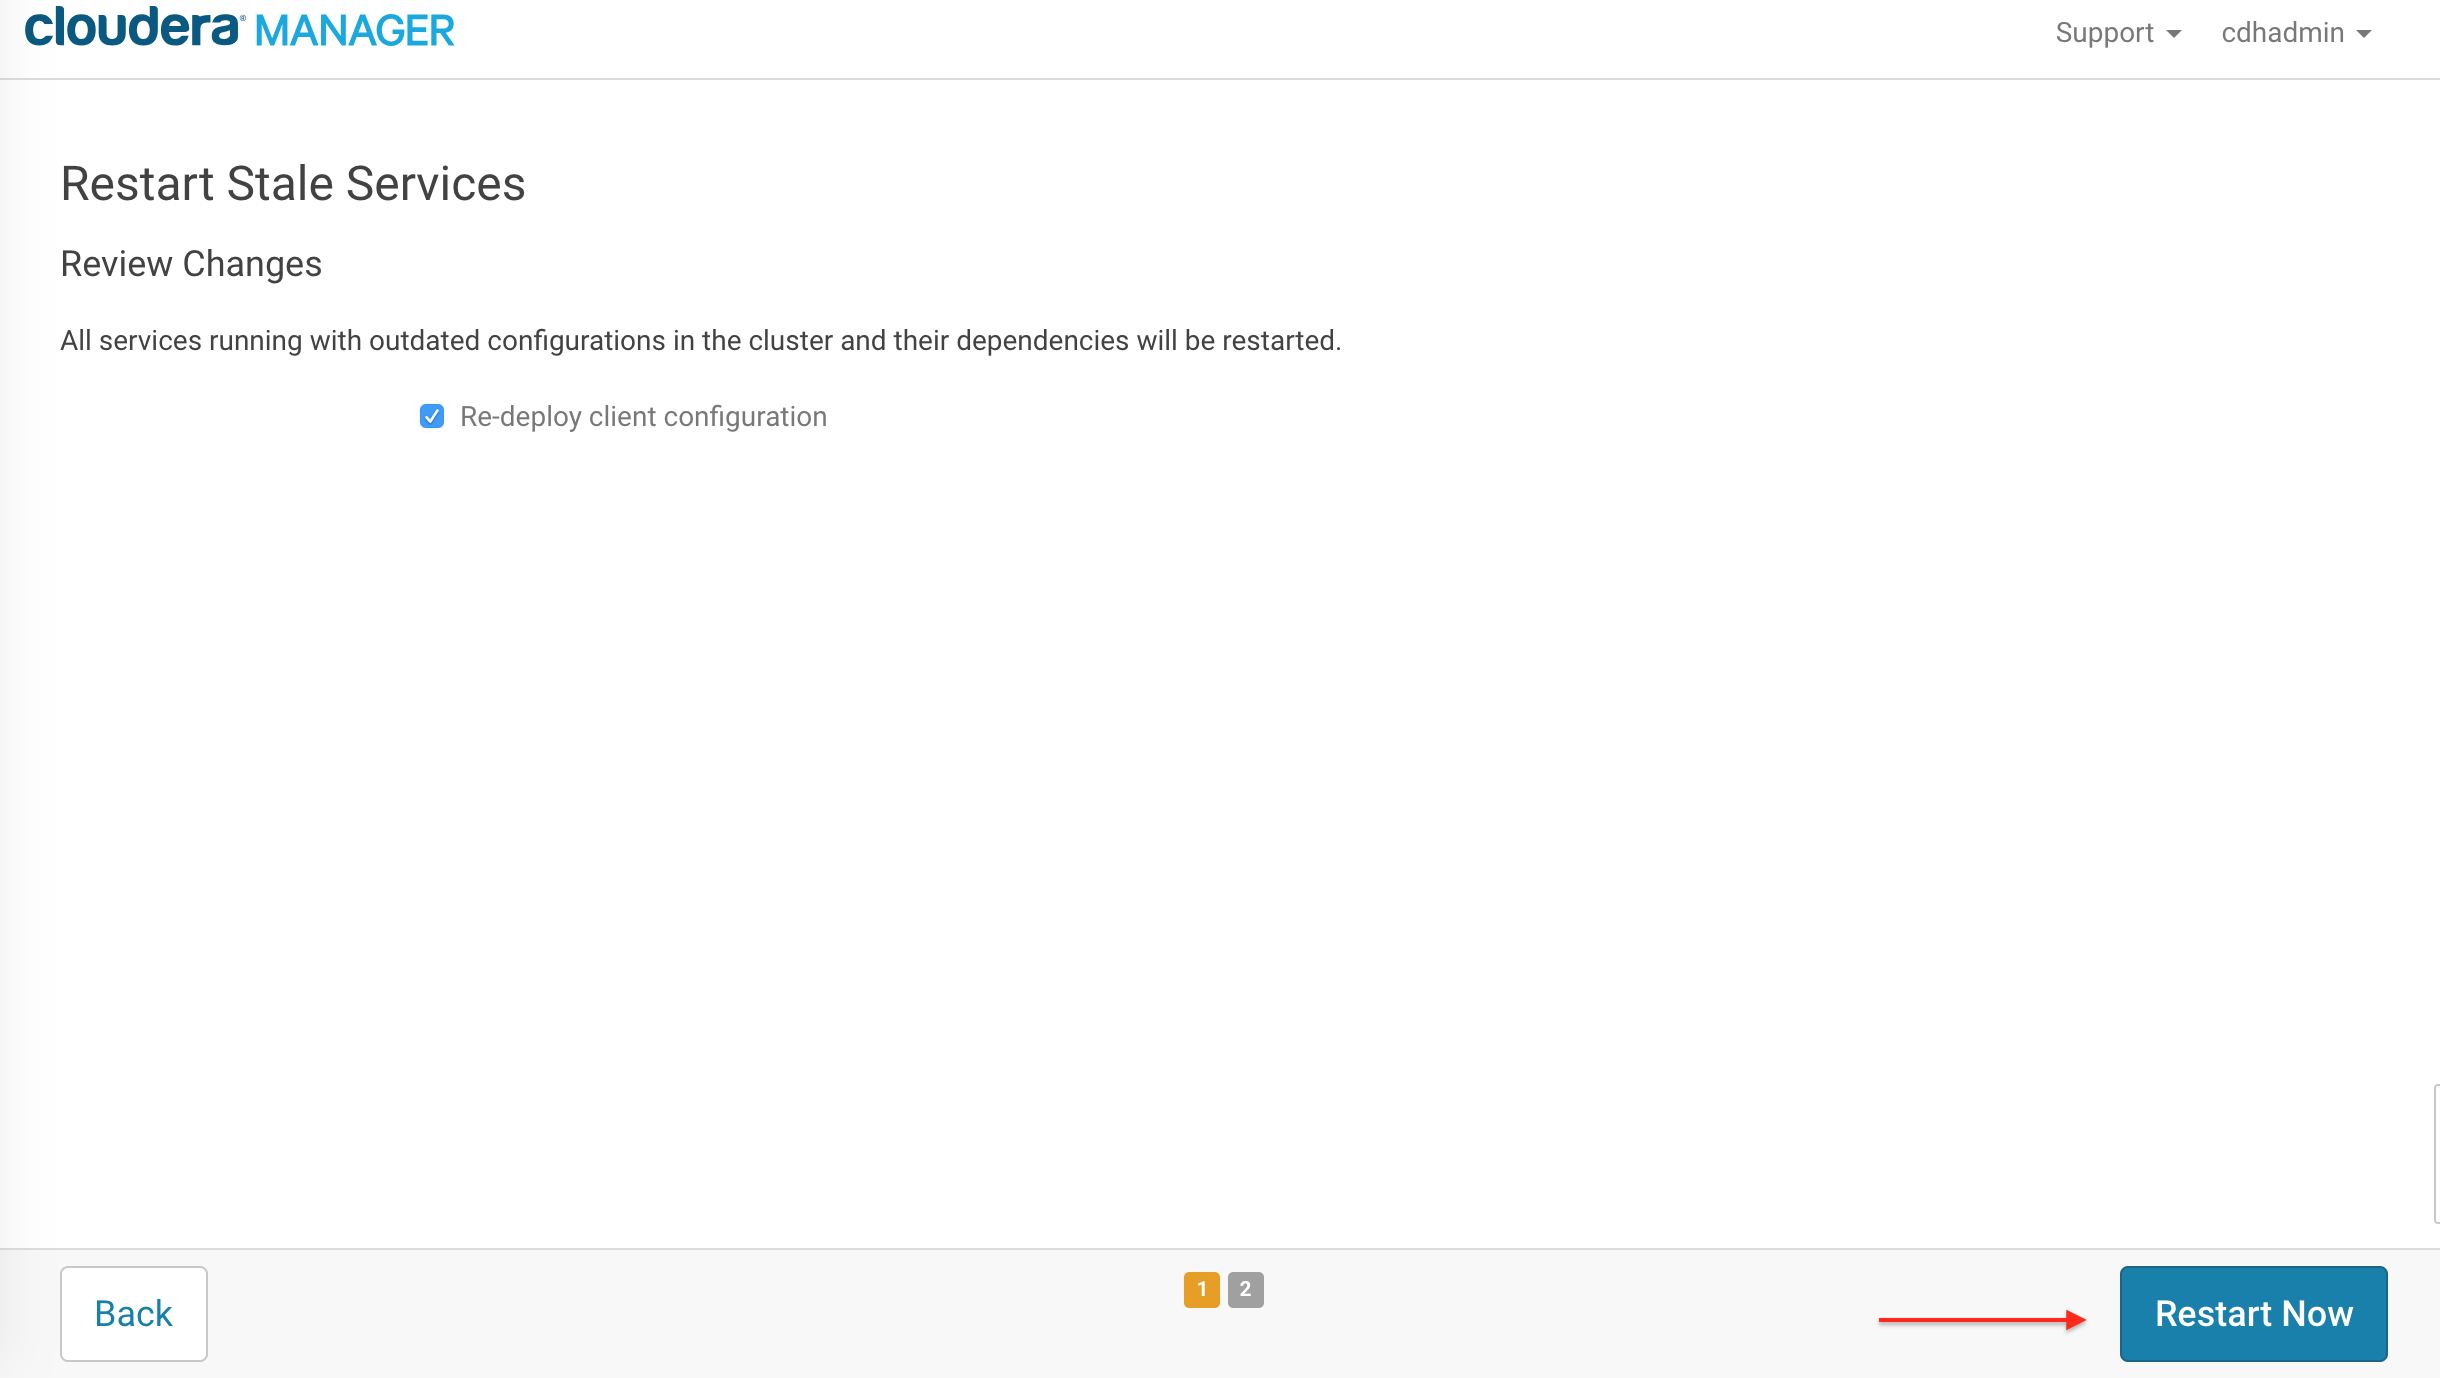 cloudera® MANAGER
Support cdhadmin
Restart Stale Services
Review Changes
All services running with outdated configurations in the cluster and their dependencies will be restarted.
Re-deploy client configuration
Back 1 2 Restart Now